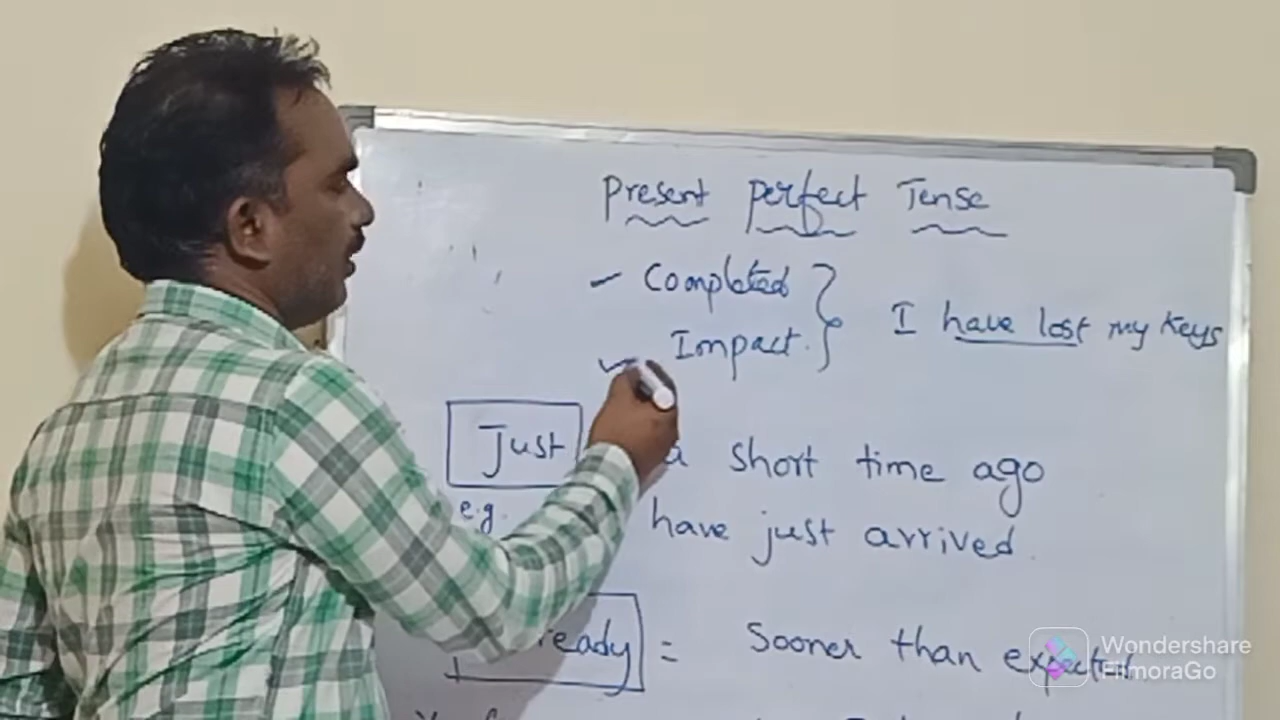 Present perfect Tense
Completed
Impact.
I have lost my keys
Just a short time ago
e.g. have just arrived
= Sooner than expected
Wondershare
FilmoraGo